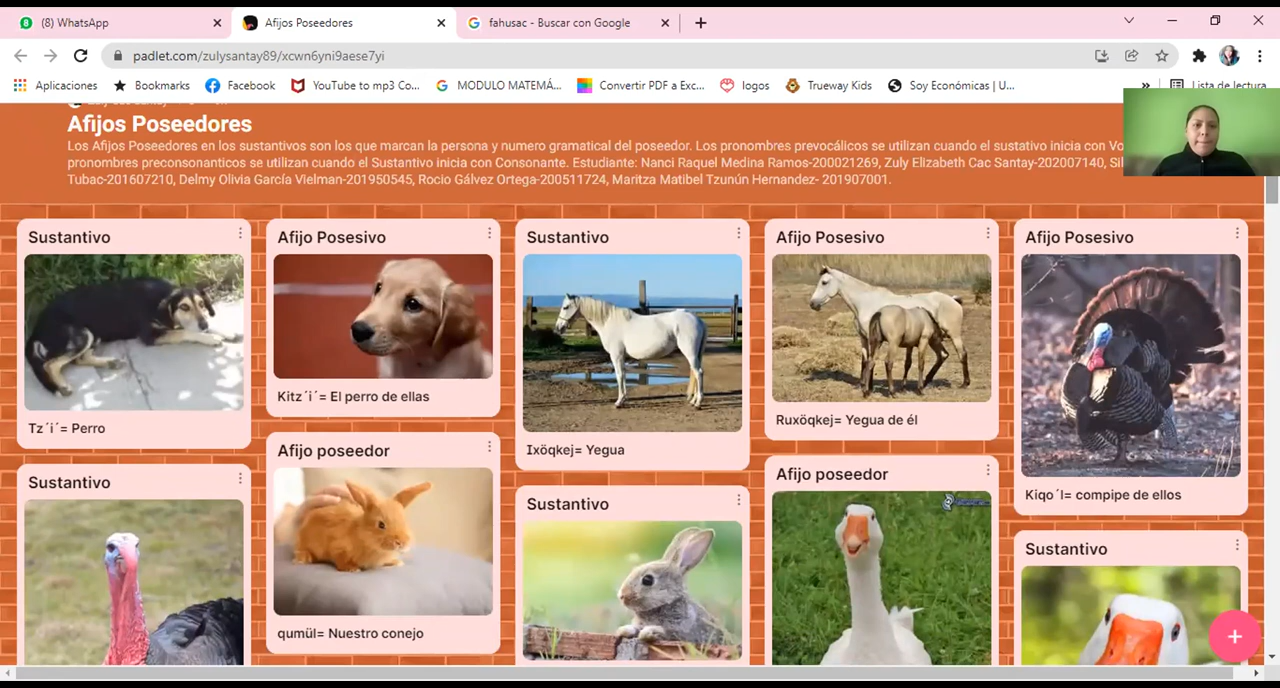 (8) WhatsApp
Afijos Poseedores
fahusac - Buscar con Google
padlet.com/zulysantay89/xcwn6yni9aese7yi
Aplicaciones
Bookmarks
Facebook
YouTube to mp3 Co...
MODULO MATEMÁ...
Convertir PDF a Exc...
logos
Trueway Kids
Soy Económicas | U...
»
Lista de lectura
Afijos Poseedores
Los Afijos Poseedores en los sustantivos son los que marcan la persona y numero gramatical del poseedor. Los pronombres prevocálicos se utilizan cuando el sustativo inicia con Vo
pronombres preconsonanticos se utilizan cuando el Sustantivo inicia con Consonante. Estudiante: Nanci Raquel Medina Ramos-200021269, Zuly Elizabeth Cac Santay-202007140, Sil
Tubac-201607210, Delmy Olivia García Vielman-201950545, Rocio Gálvez Ortega-200511724, Maritza Matibel Tzunún Hernandez- 201907001.
Sustantivo
Tz´i´= Perro
Sustantivo
Afijo Posesivo
Kitz´i´= El perro de ellas
Afijo poseedor
qumül= Nuestro conejo
Sustantivo
Ixöqkej= Yegua
Sustantivo
Afijo Posesivo
Ruxöqkej= Yegua de él
Afijo poseedor
Afijo Posesivo
Kiqo´l= compipe de ellos
Sustantivo